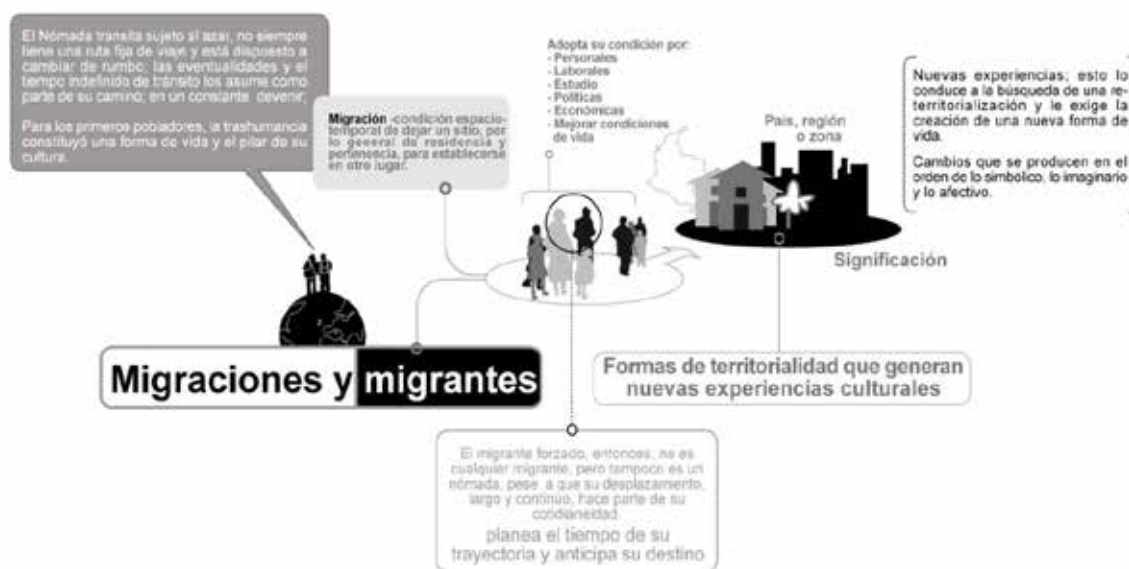 El Nómada transita sujeto al azar, no siempre
tiene una ruta fija de viaje y está dispuesto a
cambiar de rumbo; las eventualidades y el
tiempo indefinido de tránsito los asume como
parte de su camino; en un constante devenir;
Para los primeros pobladores, la trashumancia
constituyó una forma de vida y el pilar de su
cultura.
Migración -condición espacio-
temporal de dejar un sitio, por
lo general de residencia y
pertenencia, para establecerse
en otro lugar.
Adopta su condición por:
- Personales
- Laborales
- Estudio
- Políticas
- Económicas
- Mejorar condiciones
de vida
País, región
o zona
Nuevas experiencias; esto lo
conduce a la búsqueda de una re-
territorialización y le exige la
creación de una nueva forma de
vida.
Cambios que se producen en el
orden de lo simbólico, lo imaginario
y lo afectivo.
Significación
Migraciones y migrantes
Formas de territorialidad que generan
nuevas experiencias culturales
El migrante forzado, entonces, no es
cualquier migrante, pero tampoco es un
nómada, pese a que su desplazamiento,
largo y continuo, hace parte de su
cotidianeidad.
planea el tiempo de su
trayectoria y anticipa su destino